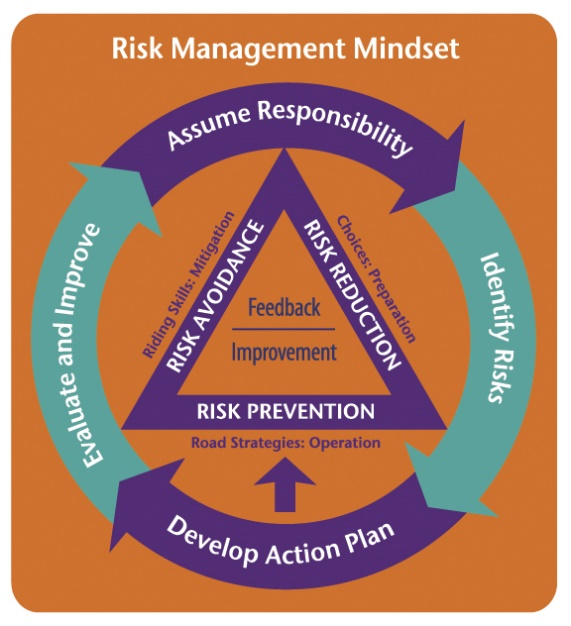 Risk Management Mindset
Assume Responsibility
Identify Risks
Develop Action Plan
Evaluate and Improve
Riding Skills: Mitigation
RISK AVOIDANCE
RISK REDUCTION
Choices: Preparation
Feedback
Improvement
RISK PREVENTION
Road Strategies: Operation